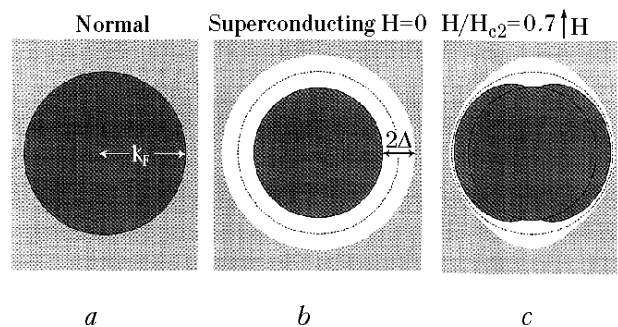 Normal
Superconducting H=0
H/Hc2=0.7 H
kF
2Δ
a
b
c